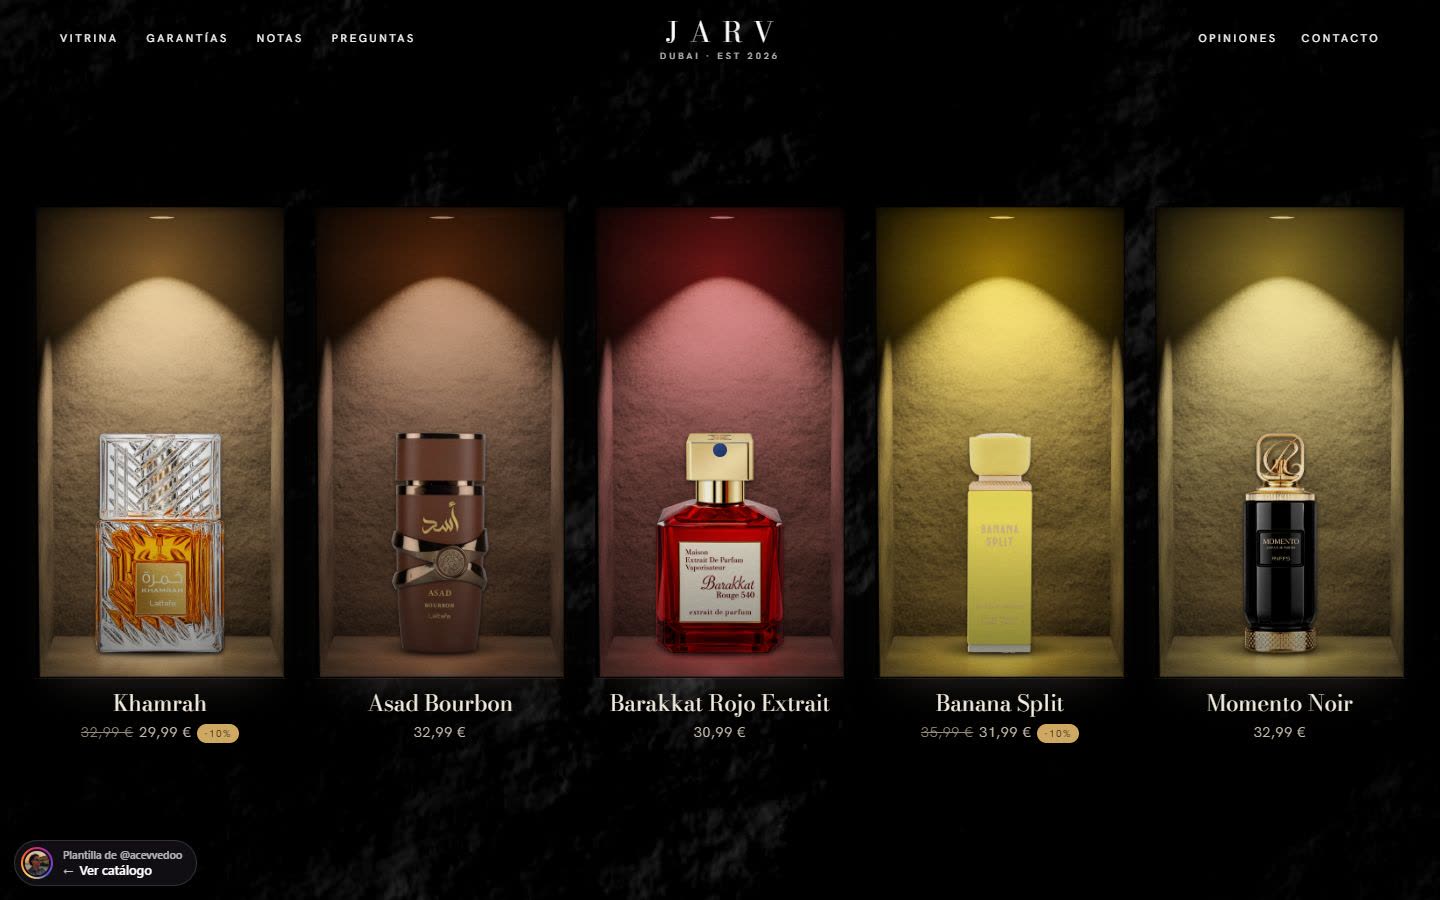 VITRINA GARANTÍAS NOTAS PREGUNTAS
JARV
DUBAI · EST 2026
OPINIONES CONTACTO
خمرة
KHAMRAH
Lattafa
أسد
ASAD
BOURBON
Lattafa
Maison
Extrait De Parfum
Vaporisateur
Barakkat
Rouge 540
extrait de parfum
BANANA
SPLIT
MOMENTO
Khamrah
32,99 € 29,99 € -10%
Asad Bourbon
32,99 €
Barakkat Rojo Extrait
30,99 €
Banana Split
35,99 € 31,99 € -10%
Momento Noir
32,99 €
Plantilla de @acevvedoo
← Ver catálogo